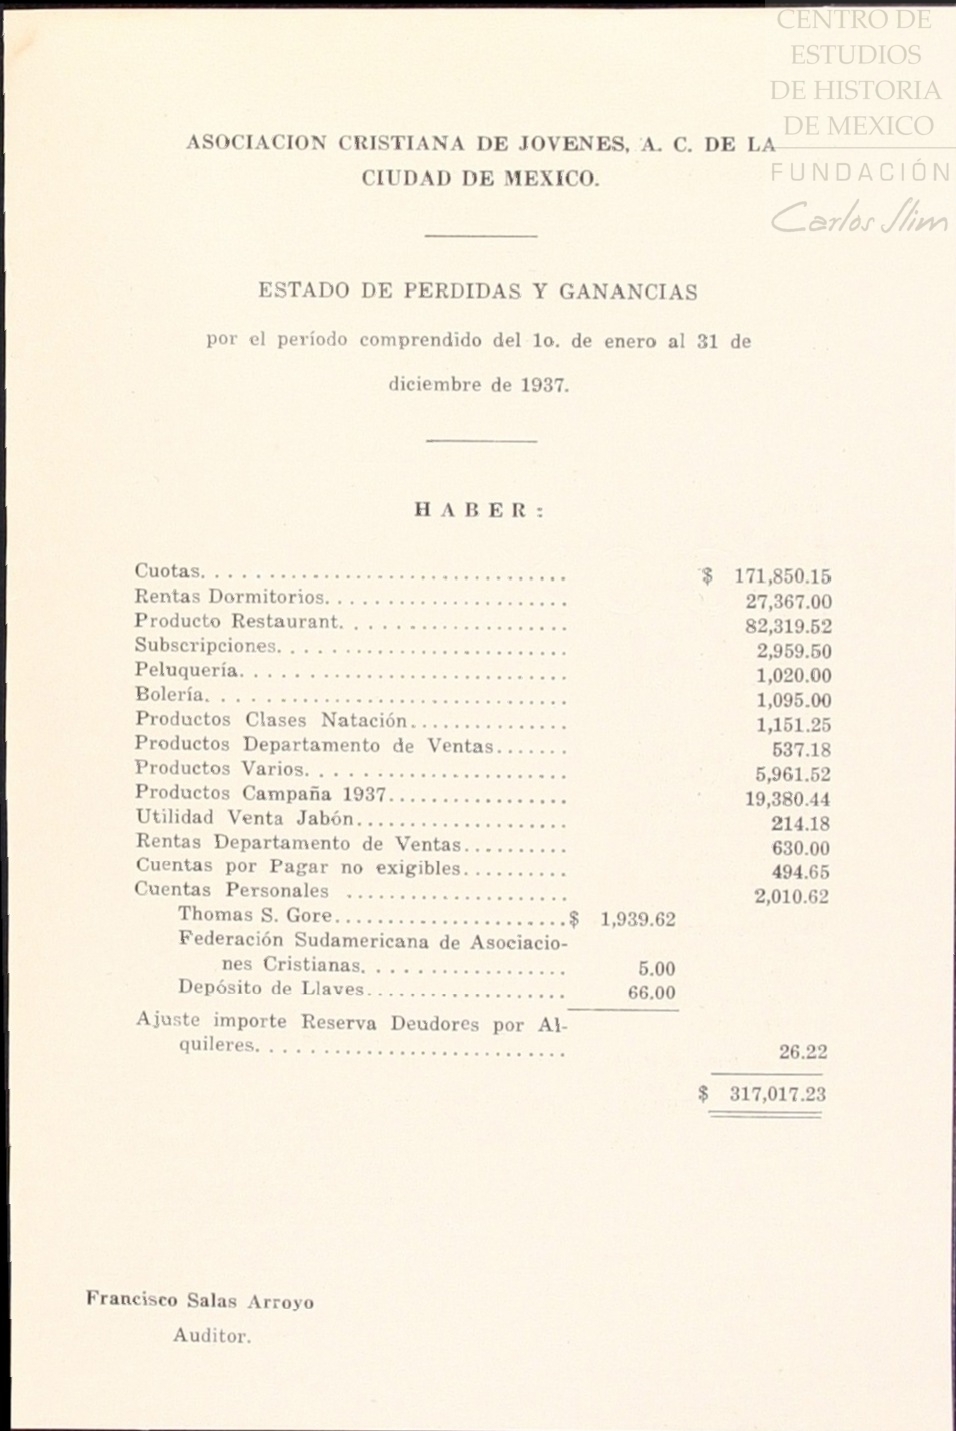 CENTRO DE
ESTUDIOS
DE HISTORIA
DE MEXICO
FUNDACIÓN
Carlos Slim
ASOCIACION CRISTIANA DE JOVENES, A. C. DE LA
CIUDAD DE MEXICO.
ESTADO DE PERDIDAS Y GANANCIAS
por el período comprendido del 1o. de enero al 31 de
diciembre de 1937.
HABER:
Cuotas. . . . . . . . . . . . . . . . . . . . $ 171,850.15
Rentas Dormitorios. . . . . . . . . . . . . . . . 27,367.00
Producto Restaurant. . . . . . . . . . . . . . . . 82,319.52
Subscripciones. . . . . . . . . . . . . . . . 2,959.50
Peluquería. . . . . . . . . . . . . . . . 1,020.00
Bolería. . . . . . . . . . . . . . . . 1,095.00
Productos Clases Natación. . . . . . . . . . . . 1,151.25
Productos Departamento de Ventas. . . . . . . 537.18
Productos Varios. . . . . . . . . . . . . . . . 5,961.52
Productos Campaña 1937. . . . . . . . . . . . 19,380.44
Utilidad Venta Jabón. . . . . . . . . . . . . . 214.18
Rentas Departamento de Ventas. . . . . . . . . . 630.00
Cuentas por Pagar no exigibles. . . . . . . . . . 494.65
Cuentas Personales . . . . . . . . . . . . . . 2,010.62
Thomas S. Gore. . . . . . . . . . . . . . $ 1,939.62
Federación Sudamericana de Asociacio-
nes Cristianas. . . . . . . . . . . . . . 5.00
Depósito de Llaves. . . . . . . . . . . . . . 66.00
Ajuste importe Reserva Deudores por Al-
quileres. . . . . . . . . . . . . . . . 26.22
$ 317,017.23
Francisco Salas Arroyo
Auditor.